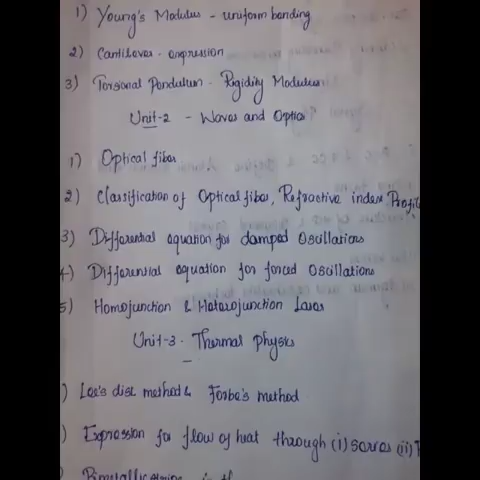 1) Young's Modulus - uniform bending
2) Cantilever - expression
3) Torsional Pendulum - Rigidity Modulus
Unit-2 - Waves and Optics
1) Optical fiber
2) Classification of Optical fiber, Refractive index Profil
3) Differential equation for damped Oscillations
4) Differential equation for forced Oscillations
5) Homojunction & Heterojunction Lasers
Unit-3 - Thermal physics
) Lee's disc method & Forbe's method
) Expression for flow of heat through (i) series (ii)
) Bimetallic